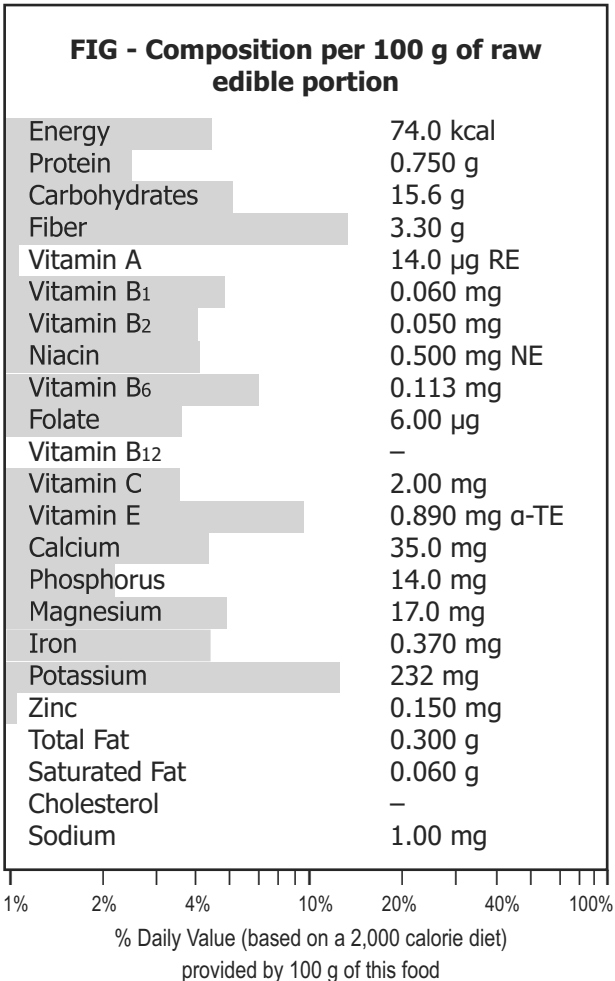 FIG - Composition per 100 g of raw
edible portion
Energy 74.0 kcal
Protein 0.750 g
Carbohydrates 15.6 g
Fiber 3.30 g
Vitamin A 14.0 µg RE
Vitamin B1 0.060 mg
Vitamin B2 0.050 mg
Niacin 0.500 mg NE
Vitamin B6 0.113 mg
Folate 6.00 µg
Vitamin B12 –
Vitamin C 2.00 mg
Vitamin E 0.890 mg α-TE
Calcium 35.0 mg
Phosphorus 14.0 mg
Magnesium 17.0 mg
Iron 0.370 mg
Potassium 232 mg
Zinc 0.150 mg
Total Fat 0.300 g
Saturated Fat 0.060 g
Cholesterol –
Sodium 1.00 mg
1% 2% 4% 10% 20% 40% 100%
% Daily Value (based on a 2,000 calorie diet)
provided by 100 g of this food